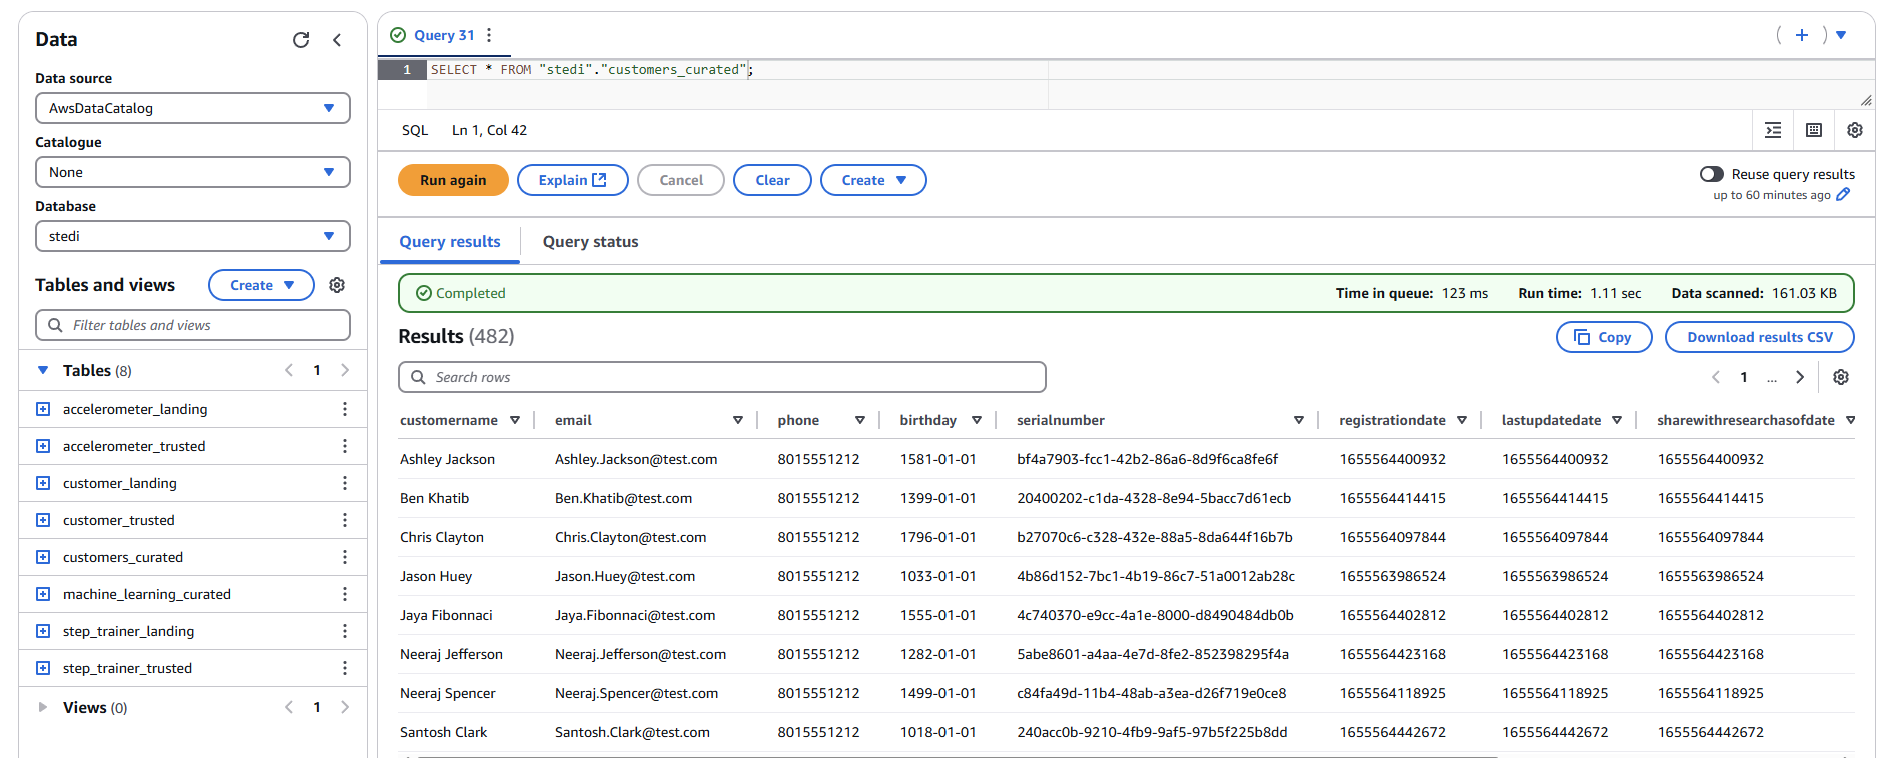 Data
Data source
AwsDataCatalog
Catalogue
None
Database
stedi
Tables and views
Create
Filter tables and views
Tables (8)
1
accelerometer_landing
accelerometer_trusted
customer_landing
customer_trusted
customers_curated
machine_learning_curated
step_trainer_landing
step_trainer_trusted
Views (0)
1
Query 31
1 SELECT * FROM "stedi"."customers_curated";
SQL Ln 1, Col 42
Run again Explain Cancel Clear Create
Reuse query results
up to 60 minutes ago
Query results Query status
Completed Time in queue: 123 ms Run time: 1.11 sec Data scanned: 161.03 KB
Results (482) Copy Download results CSV
Search rows
1 ...
customername email phone birthday serialnumber registrationdate lastupdatedate sharewithresearchasofdate
Ashley Jackson Ashley.Jackson@test.com 8015551212 1581-01-01 bf4a7903-fcc1-42b2-86a6-8d9f6ca8fe6f 1655564400932 1655564400932 1655564400932
Ben Khatib Ben.Khatib@test.com 8015551212 1399-01-01 20400202-c1da-4328-8e94-5bacc7d61ecb 1655564414415 1655564414415 1655564414415
Chris Clayton Chris.Clayton@test.com 8015551212 1796-01-01 b27070c6-c328-432e-88a5-8da644f16b7b 1655564097844 1655564097844 1655564097844
Jason Huey Jason.Huey@test.com 8015551212 1033-01-01 4b86d152-7bc1-4b19-86c7-51a0012ab28c 1655563986524 1655563986524 1655563986524
Jaya Fibonnaci Jaya.Fibonnaci@test.com 8015551212 1555-01-01 4c740370-e9cc-4a1e-8000-d8490484db0b 1655564402812 1655564402812 1655564402812
Neeraj Jefferson Neeraj.Jefferson@test.com 8015551212 1282-01-01 5abe8601-a4aa-4e7d-8fe2-852398295f4a 1655564423168 1655564423168 1655564423168
Neeraj Spencer Neeraj.Spencer@test.com 8015551212 1499-01-01 c84fa49d-11b4-48ab-a3ea-d26f719e0ce8 1655564118925 1655564118925 1655564118925
Santosh Clark Santosh.Clark@test.com 8015551212 1018-01-01 240acc0b-9210-4fb9-9af5-97b5f225b8dd 1655564442672 1655564442672 1655564442672